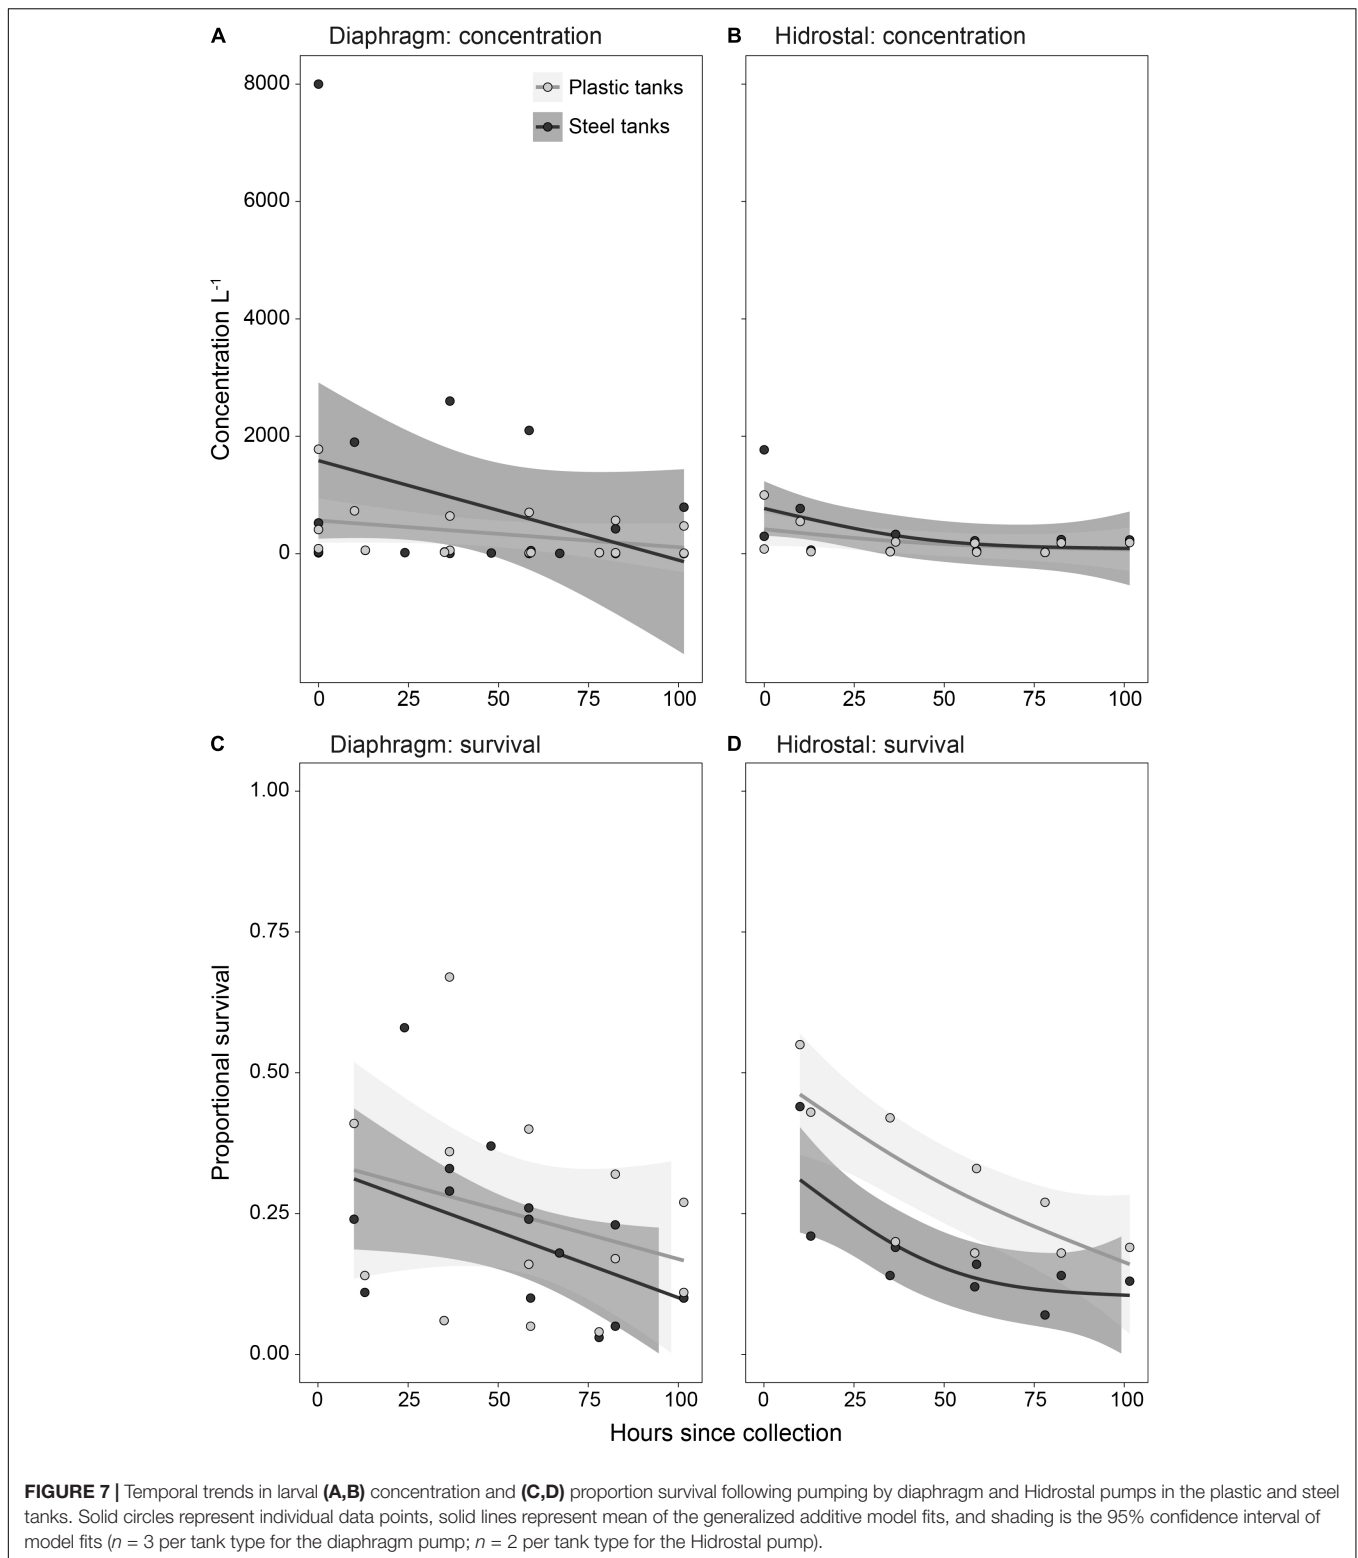 A Diaphragm: concentration
B Hidrostal: concentration
Plastic tanks
Steel tanks
8000
6000
4000
2000
0
Concentration L-1
0 25 50 75 100
0 25 50 75 100
C Diaphragm: survival
D Hidrostal: survival
1.00
0.75
0.50
0.25
0.00
Proportional survival
0 25 50 75 100
0 25 50 75 100
Hours since collection
FIGURE 7 | Temporal trends in larval (A,B) concentration and (C,D) proportion survival following pumping by diaphragm and Hidrostal pumps in the plastic and steel
tanks. Solid circles represent individual data points, solid lines represent mean of the generalized additive model fits, and shading is the 95% confidence interval of
model fits (n = 3 per tank type for the diaphragm pump; n = 2 per tank type for the Hidrostal pump).